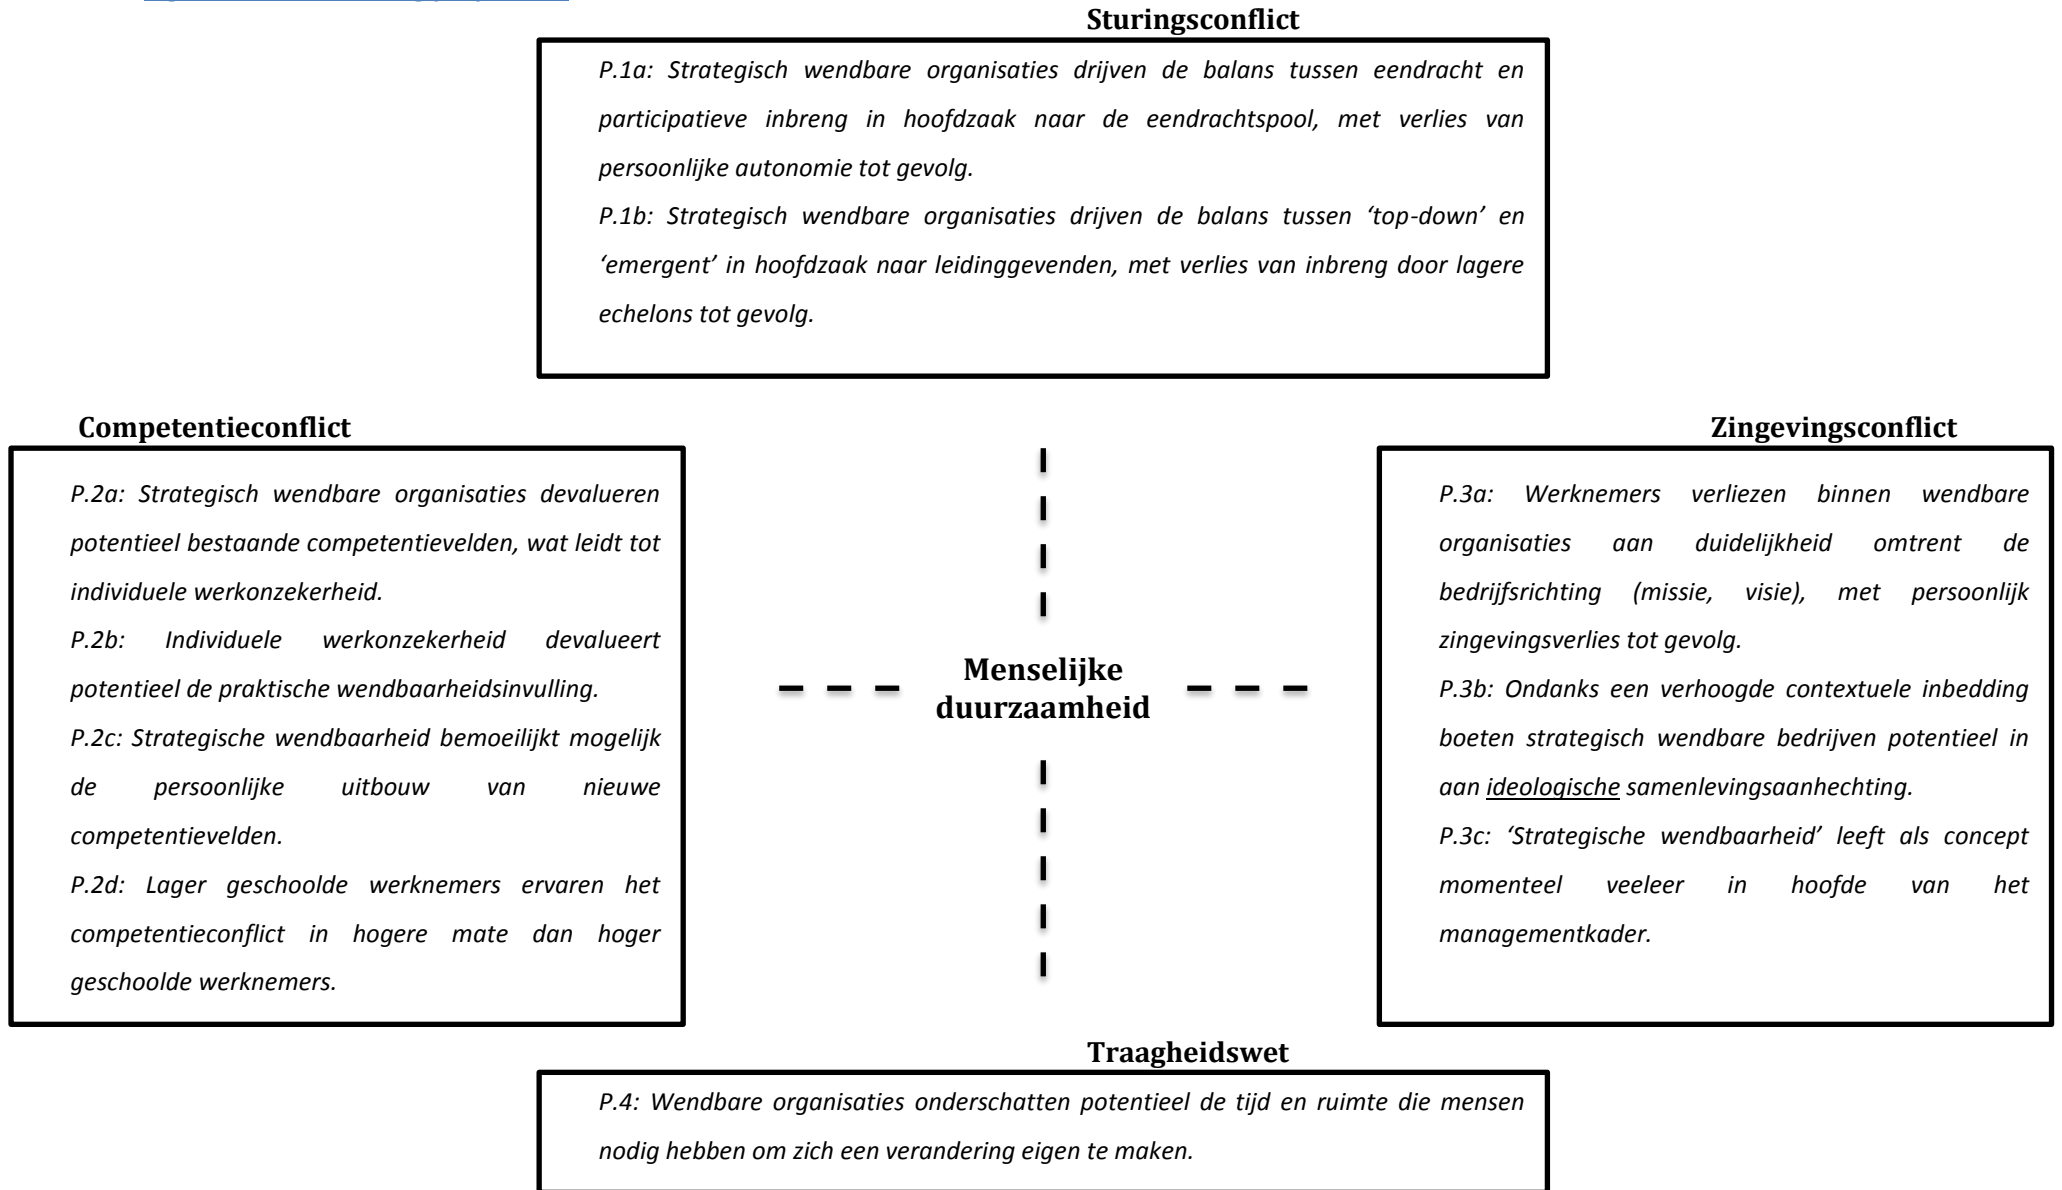 Sturingsconflict
P.1a: Strategisch wendbare organisaties drijven de balans tussen eendracht en
participatieve inbreng in hoofdzaak naar de eendrachtspool, met verlies van
persoonlijke autonomie tot gevolg.
P.1b: Strategisch wendbare organisaties drijven de balans tussen ‘top-down’ en
‘emergent’ in hoofdzaak naar leidinggevenden, met verlies van inbreng door lagere
echelons tot gevolg.
Competentieconflict
P.2a: Strategisch wendbare organisaties devalueren
potentieel bestaande competentievelden, wat leidt tot
individuele werkonzekerheid.
P.2b: Individuele werkonzekerheid devalueert
potentieel de praktische wendbaarheidsinvulling.
P.2c: Strategische wendbaarheid bemoeilijkt mogelijk
de persoonlijke uitbouw van nieuwe
competentievelden.
P.2d: Lager geschoolde werknemers ervaren het
competentieconflict in hogere mate dan hoger
geschoolde werknemers.
Menselijke
duurzaamheid
Zingevingsconflict
P.3a: Werknemers verliezen binnen wendbare
organisaties aan duidelijkheid omtrent de
bedrijfsrichting (missie, visie), met persoonlijk
zingevingsverlies tot gevolg.
P.3b: Ondanks een verhoogde contextuele inbedding
boeten strategisch wendbare bedrijven potentieel in
aan ideologische samenlevingsaanhechting.
P.3c: ‘Strategische wendbaarheid’ leeft als concept
momenteel veeleer in hoofde van het
managementkader.
Traagheidswet
P.4: Wendbare organisaties onderschatten potentieel de tijd en ruimte die mensen
nodig hebben om zich een verandering eigen te maken.